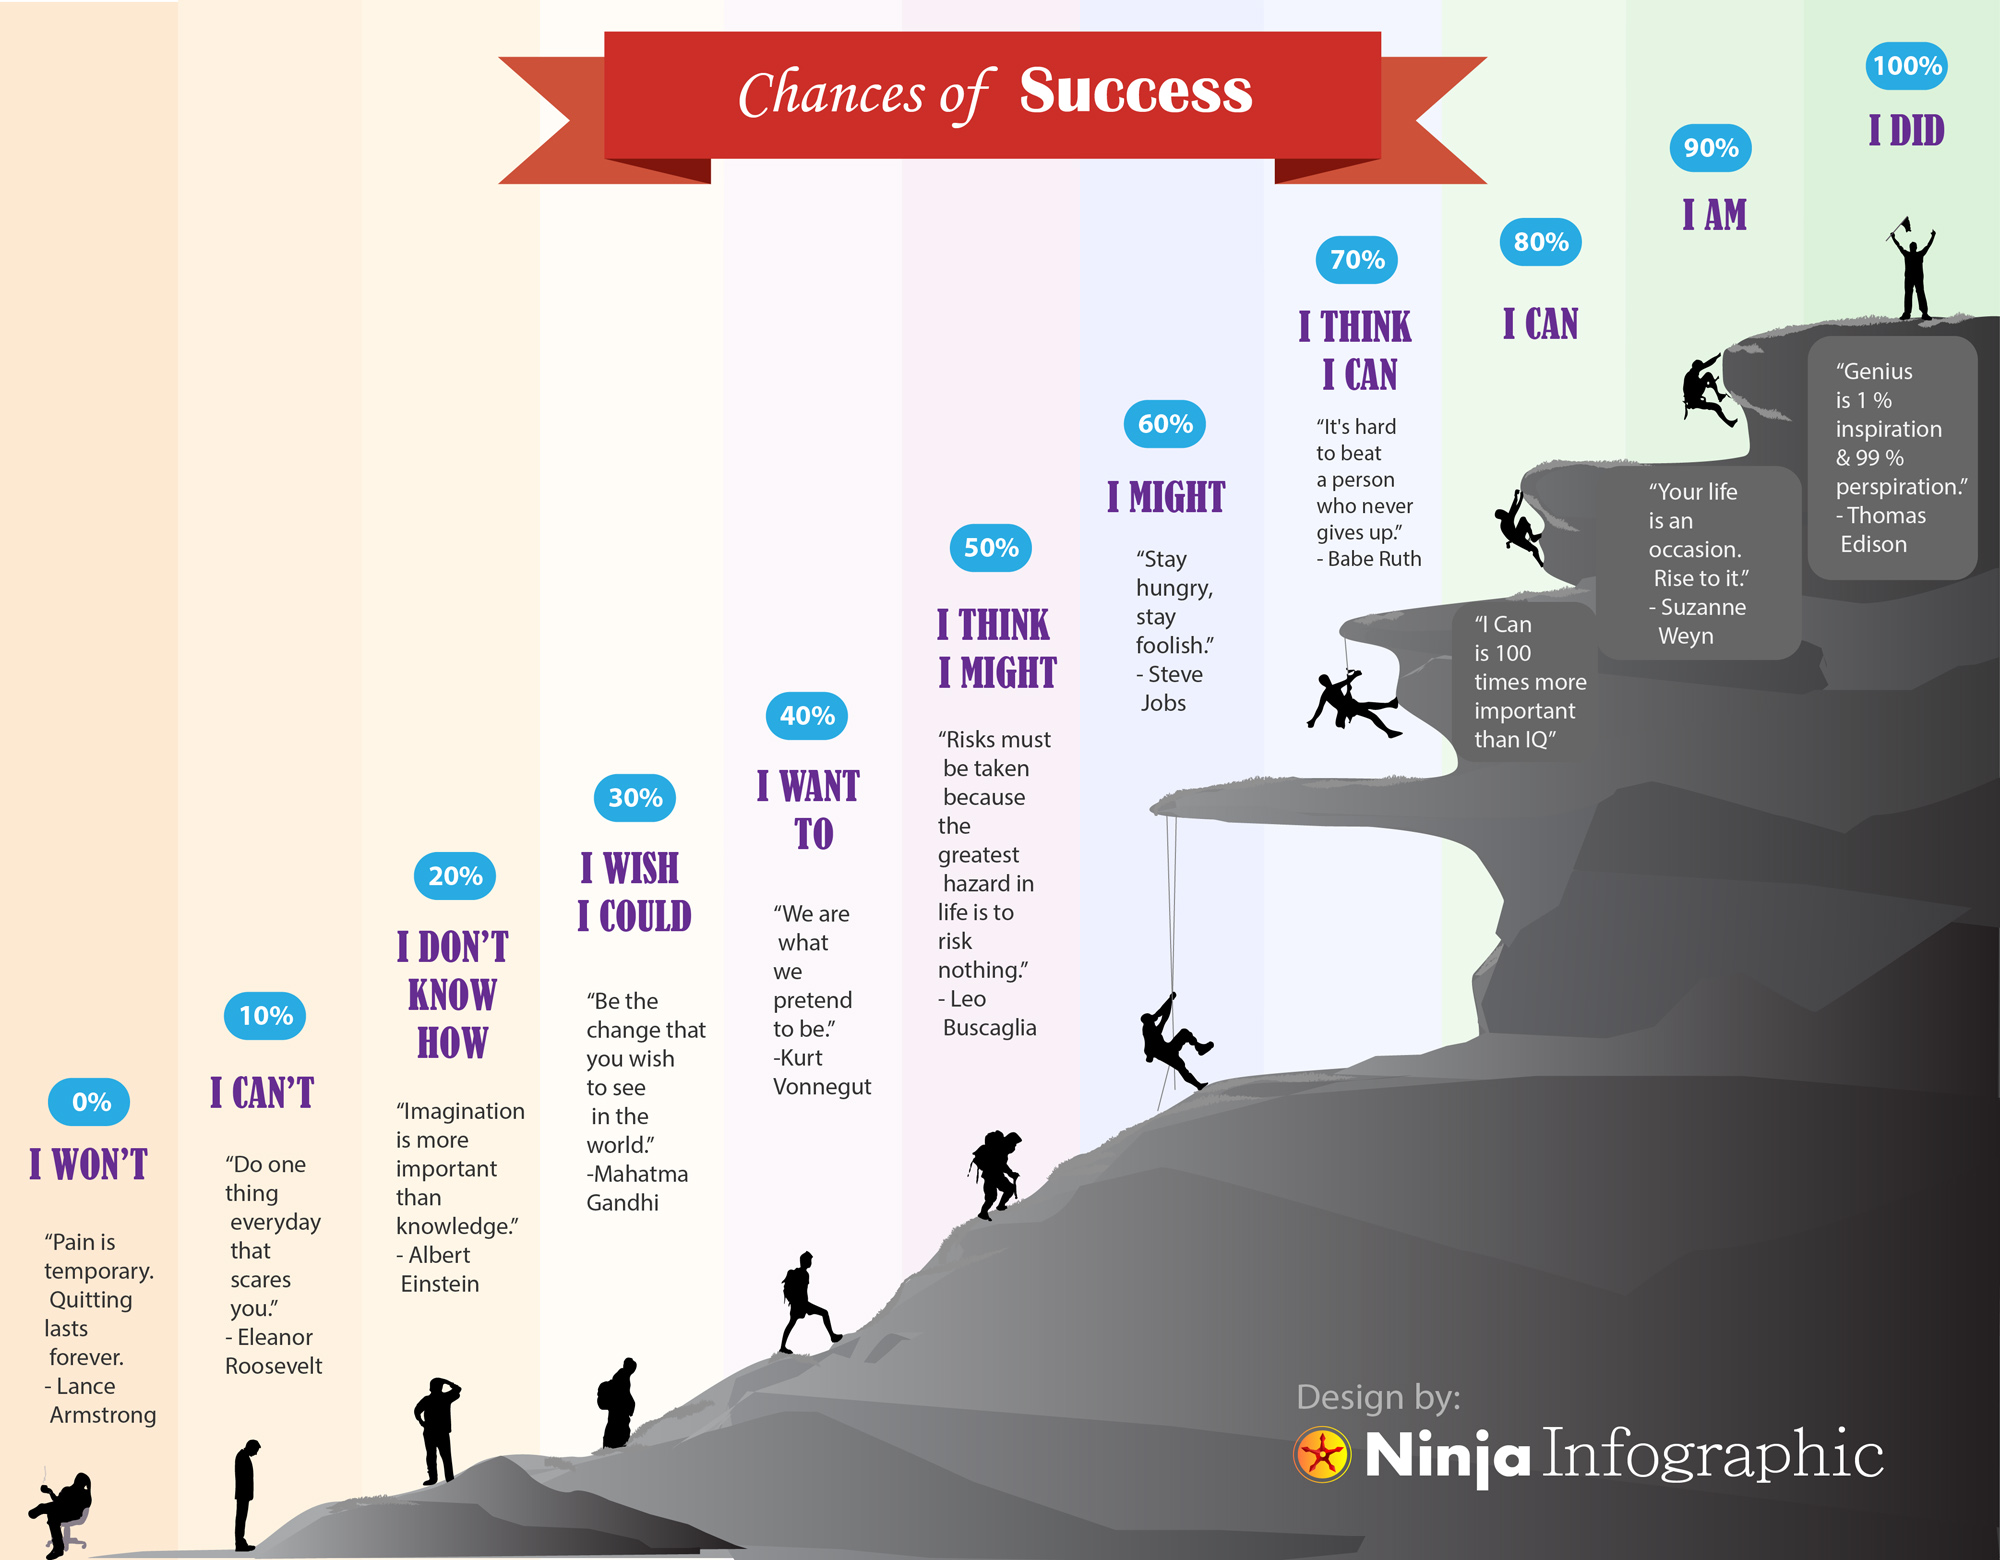 Chances of Success
0%
I WON'T
“Pain is
temporary.
Quitting
lasts
forever.
- Lance
Armstrong
10%
I CAN'T
“Do one
thing
everyday
that
scares
you.”
- Eleanor
Roosevelt
20%
I DON'T
KNOW
HOW
“Imagination
is more
important
than
knowledge.”
- Albert
Einstein
30%
I WISH
I COULD
“Be the
change that
you wish
to see
in the
world.”
-Mahatma
Gandhi
40%
I WANT
TO
“We are
what
we
pretend
to be.”
-Kurt
Vonnegut
50%
I THINK
I MIGHT
“Risks must
be taken
because
the
greatest
hazard in
life is to
risk
nothing.”
- Leo
Buscaglia
60%
I MIGHT
“Stay
hungry,
stay
foolish.”
- Steve
Jobs
70%
I THINK
I CAN
“It's hard
to beat
a person
who never
gives up.”
- Babe Ruth
80%
I CAN
“I Can
is 100
times more
important
than IQ”
90%
I AM
“Your life
is an
occasion.
Rise to it.”
- Suzanne
Weyn
100%
I DID
“Genius
is 1 %
inspiration
& 99 %
perspiration.”
- Thomas
Edison
Design by:
Ninja Infographic